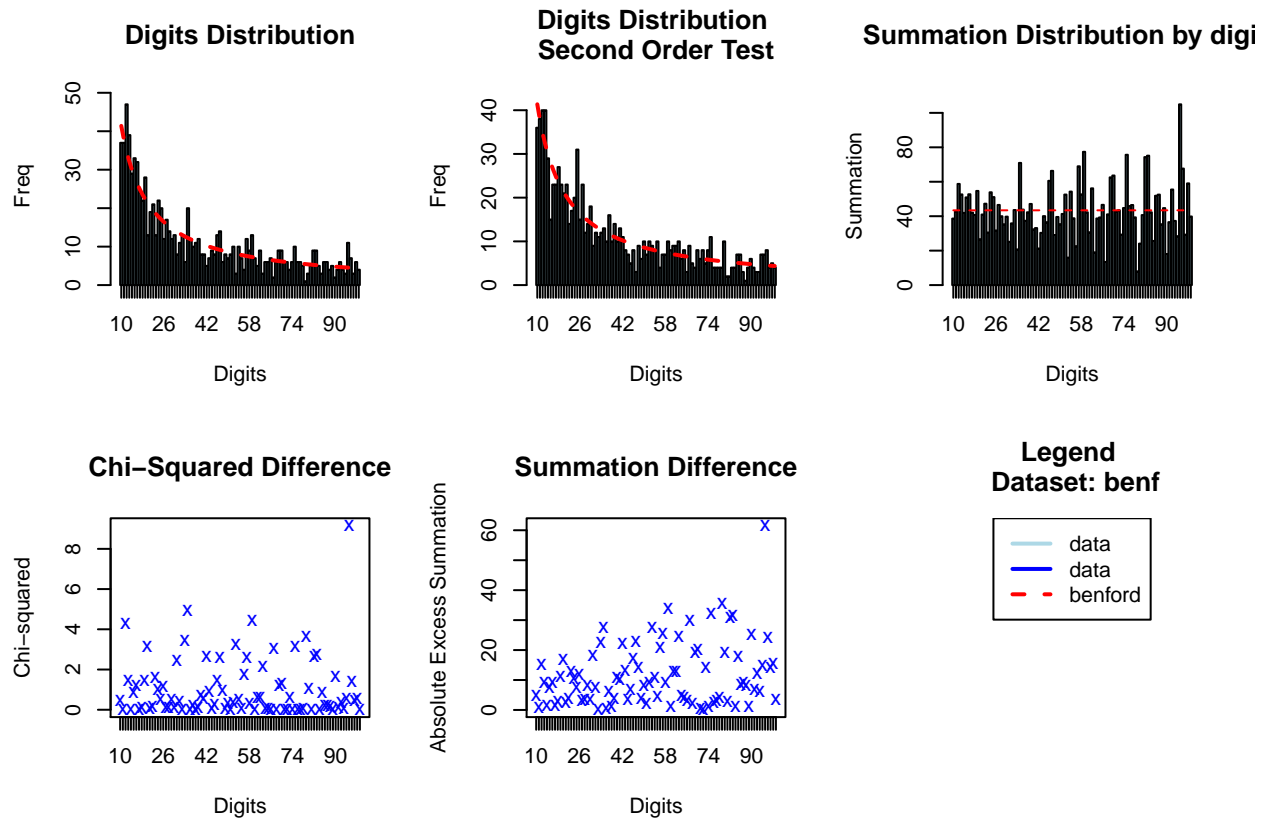 Digits Distribution
Freq
0 10 30 50
10 26 42 58 74 90
Digits
Digits Distribution
Second Order Test
Freq
0 10 20 30 40
10 26 42 58 74 90
Digits
Summation Distribution by digi
Summation
0 40 80
10 26 42 58 74 90
Digits
Chi−Squared Difference
Chi−squared
0 2 4 6 8
10 26 42 58 74 90
Digits
Summation Difference
Absolute Excess Summation
0 20 40 60
10 26 42 58 74 90
Digits
Legend
Dataset: benf
data
data
benford